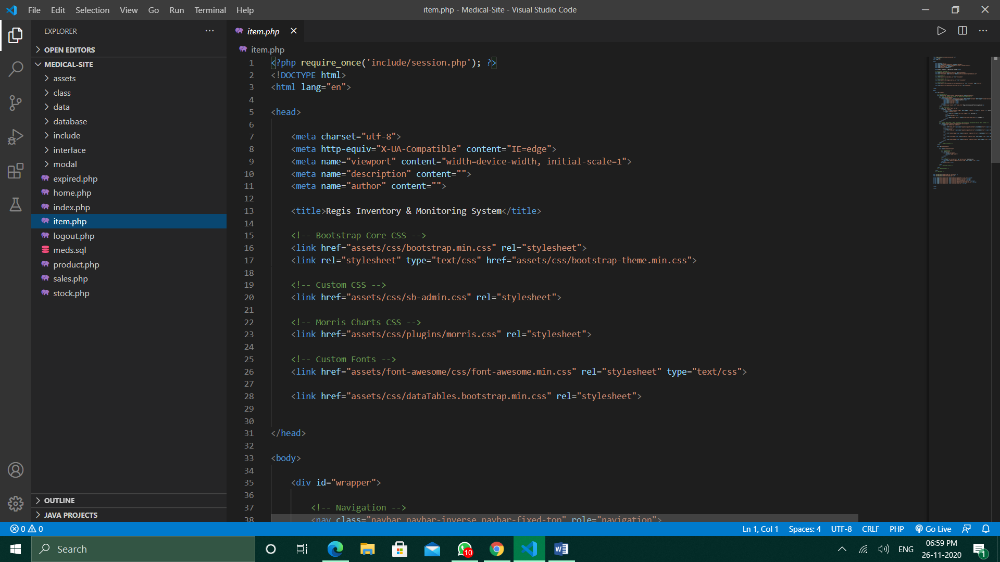 File Edit Selection View Go Run Terminal Help
item.php - Medical-Site - Visual Studio Code
EXPLORER
OPEN EDITORS
MEDICAL-SITE
assets
class
data
database
include
interface
modal
expired.php
home.php
index.php
item.php
logout.php
meds.sql
product.php
sales.php
stock.php
OUTLINE
JAVA PROJECTS
item.php
item.php
1 <?php require_once('include/session.php'); ?>
2 <!DOCTYPE html>
3 <html lang="en">
4
5 <head>
6
7 <meta charset="utf-8">
8 <meta http-equiv="X-UA-Compatible" content="IE=edge">
9 <meta name="viewport" content="width=device-width, initial-scale=1">
10 <meta name="description" content="">
11 <meta name="author" content="">
12
13 <title>Regis Inventory & Monitoring System</title>
14
15 <!-- Bootstrap Core CSS -->
16 <link href="assets/css/bootstrap.min.css" rel="stylesheet">
17 <link rel="stylesheet" type="text/css" href="assets/css/bootstrap-theme.min.css">
18
19 <!-- Custom CSS -->
20 <link href="assets/css/sb-admin.css" rel="stylesheet">
21
22 <!-- Morris Charts CSS -->
23 <link href="assets/css/plugins/morris.css" rel="stylesheet">
24
25 <!-- Custom Fonts -->
26 <link href="assets/font-awesome/css/font-awesome.min.css" rel="stylesheet" type="text/css">
27
28 <link href="assets/css/dataTables.bootstrap.min.css" rel="stylesheet">
29
30
31 </head>
32
33 <body>
34
35 <div id="wrapper">
36
37 <!-- Navigation -->
38 <nav class="navbar navbar-inverse navbar-fixed-top" role="navigation">
0 0
Ln 1, Col 1 Spaces: 4 UTF-8 CRLF PHP Go Live
Search
10
ENG
06:59 PM
26-11-2020
1